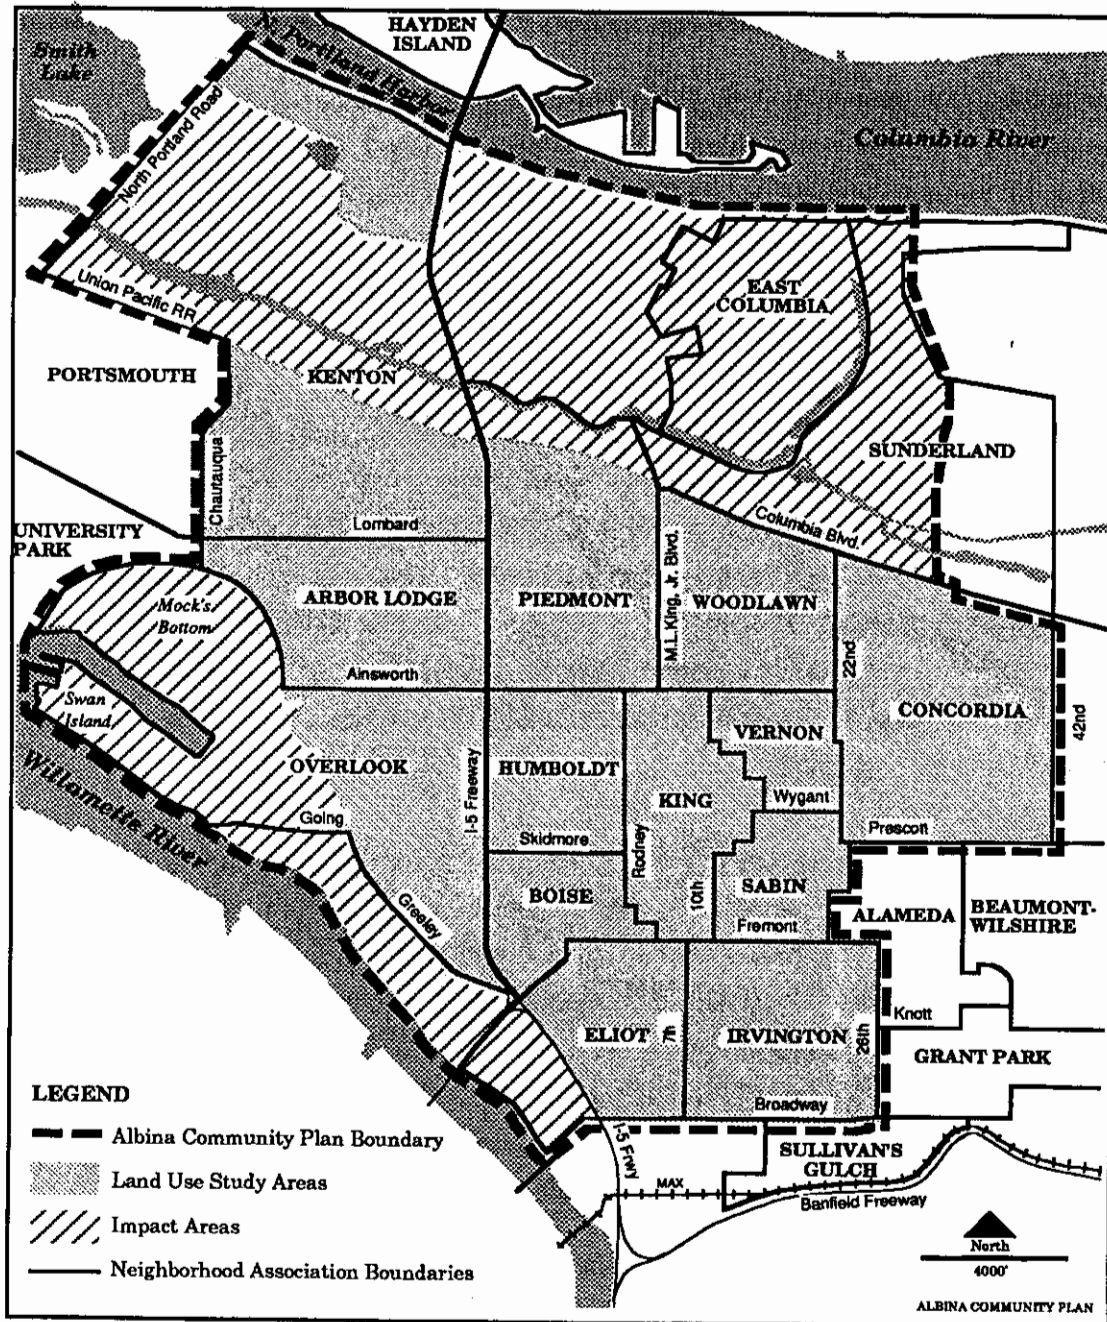 HAYDEN
ISLAND
Smith
Lake
N. Portland Harbor
Columbia River
North Portland Road
EAST
COLUMBIA
Union Pacific RR
PORTSMOUTH
KENTON
SUNDERLAND
Chautauqua
Lombard
Columbia Blvd.
UNIVERSITY
PARK
M.L. King, Jr. Blvd.
Mock's
Bottom
ARBOR LODGE
PIEDMONT
WOODLAWN
Ainsworth
22nd
Swan
Island
CONCORDIA
42nd
VERNON
OVERLOOK
HUMBOLDT
KING
I-5 Freeway
Wygant
Willamette River
Going
Skidmore
Rodney
Prescott
BOISE
10th
SABIN
Greeley
Fremont
ALAMEDA
BEAUMONT-
WILSHIRE
Knott
ELIOT
7th
IRVINGTON
26th
GRANT PARK
Broadway
LEGEND
Albina Community Plan Boundary
Land Use Study Areas
Impact Areas
Neighborhood Association Boundaries
I-5 Frwy
SULLIVAN'S
GULCH
MAX
Banfield Freeway
North
4000'
ALBINA COMMUNITY PLAN